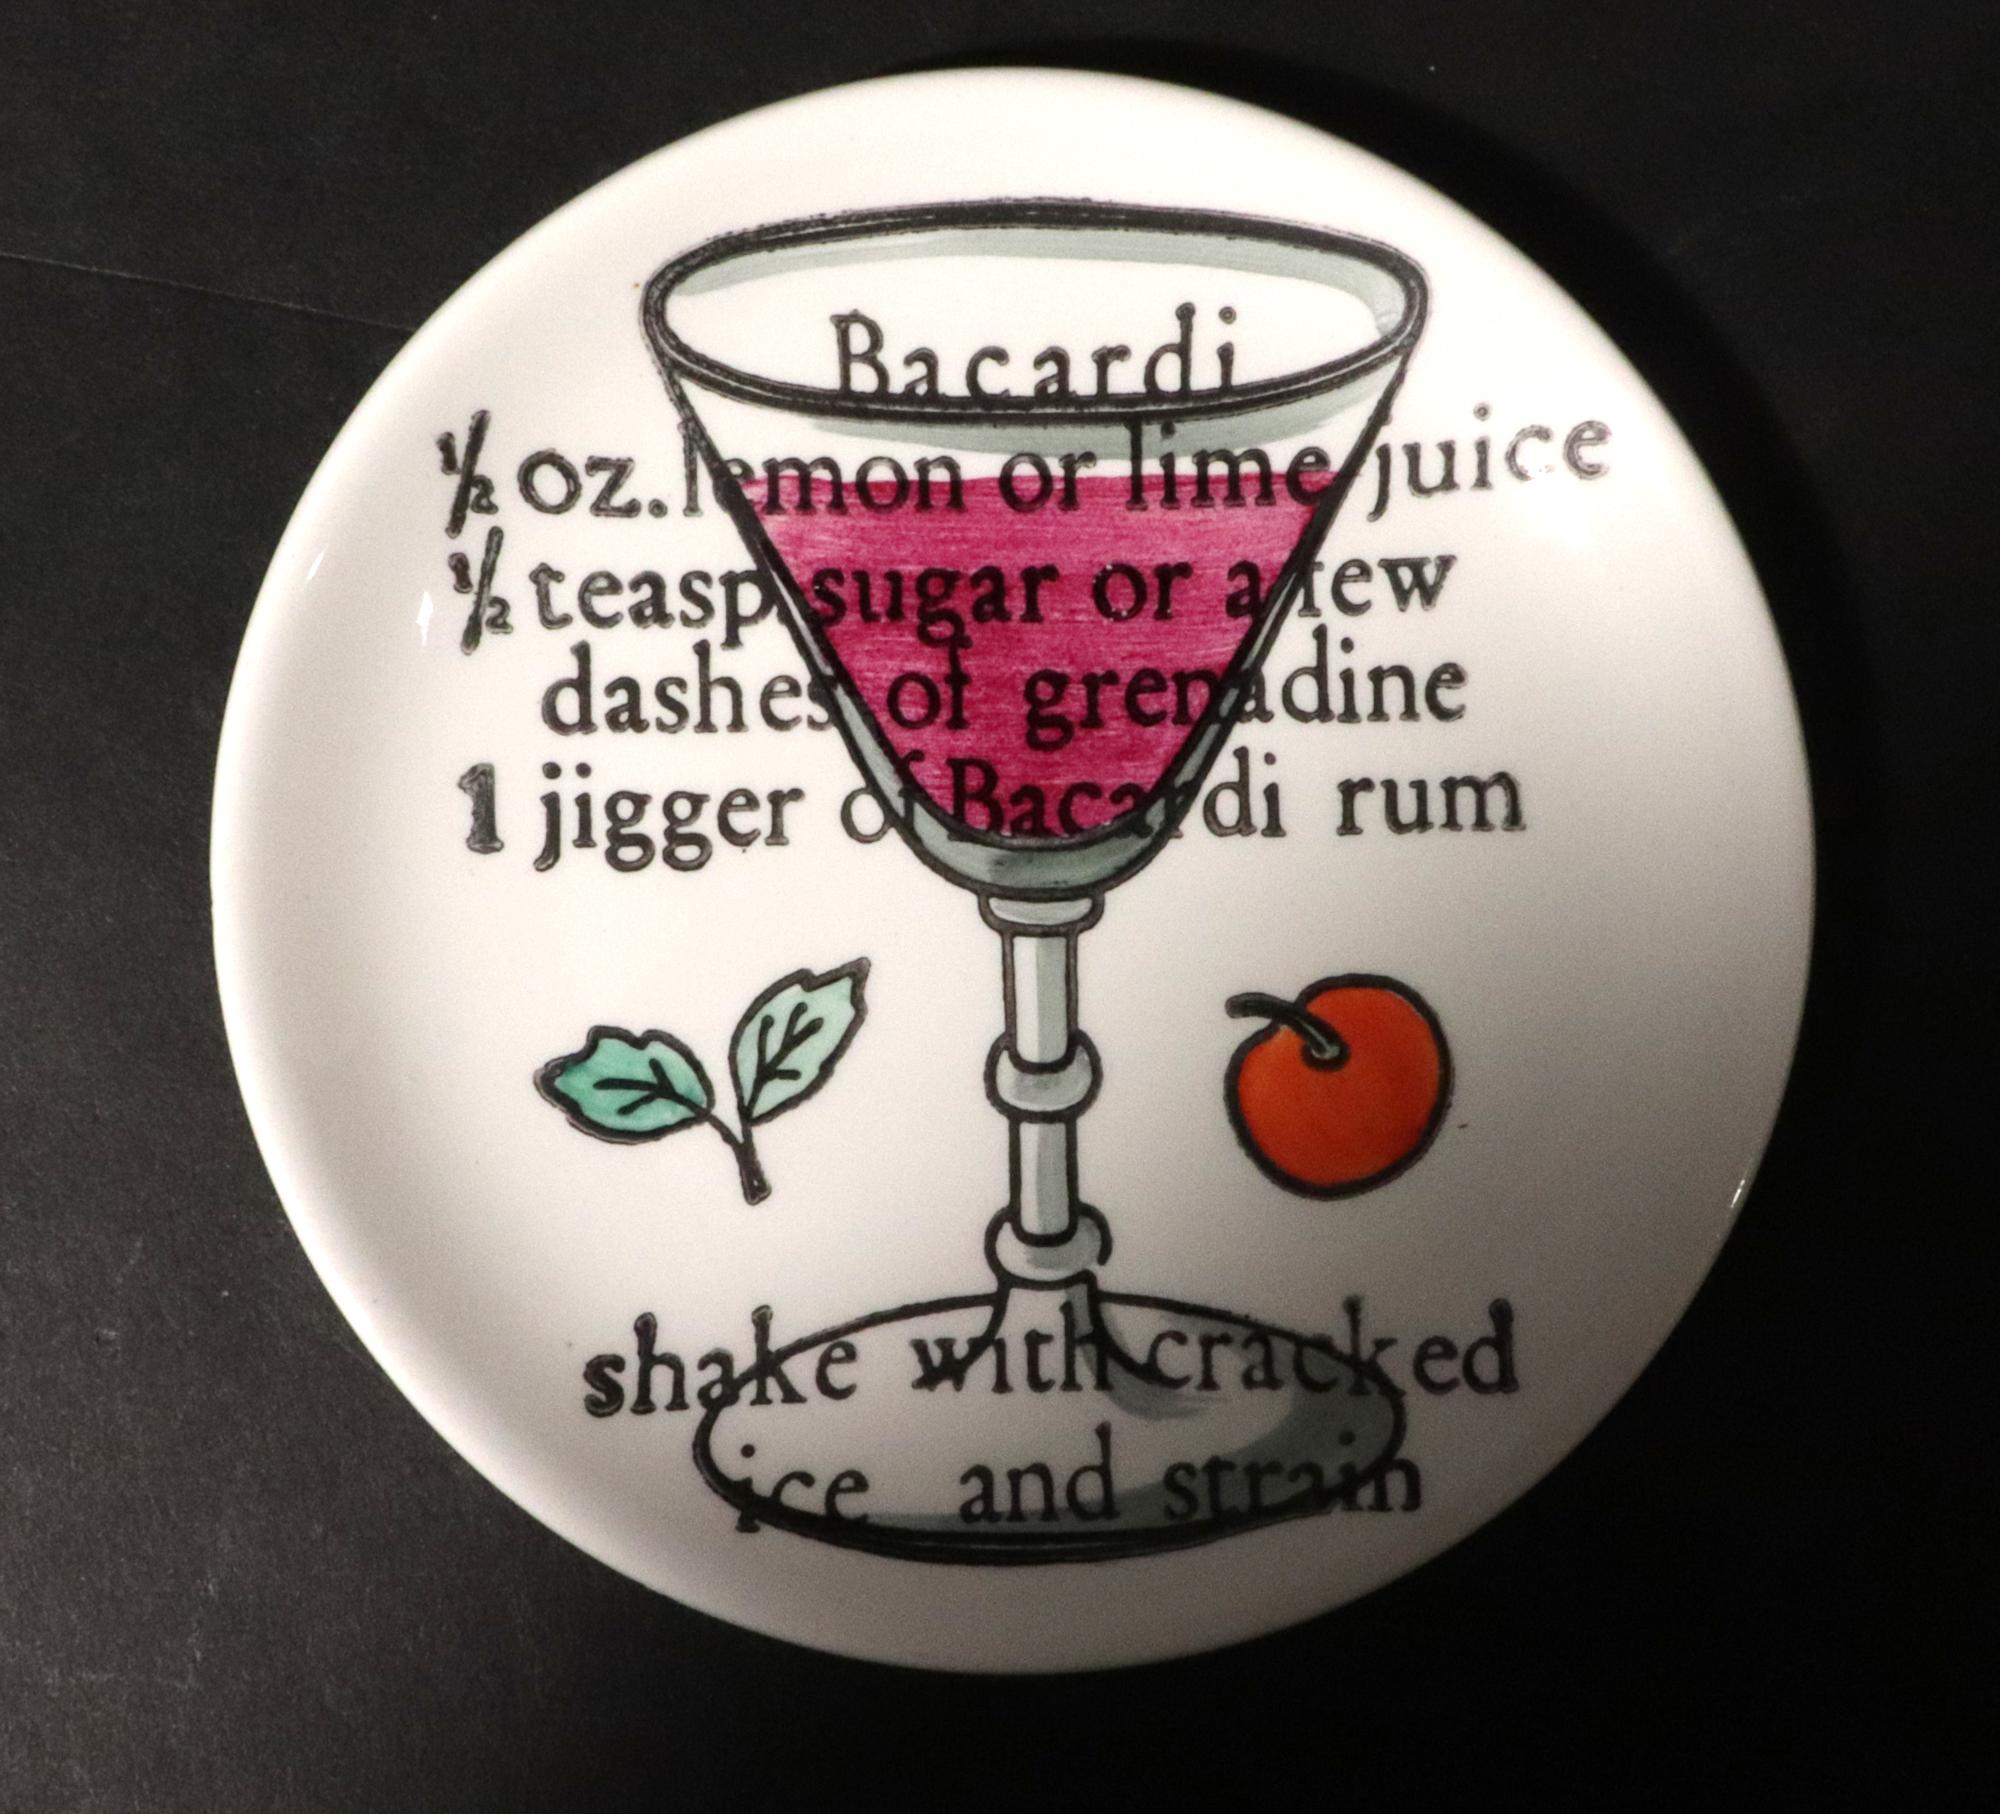 Bacardi
½ oz. lemon or lime juice
½ teasp. sugar or a few
dashes of grenadine
1 jigger of Bacardi rum
shake with cracked
ice and strain